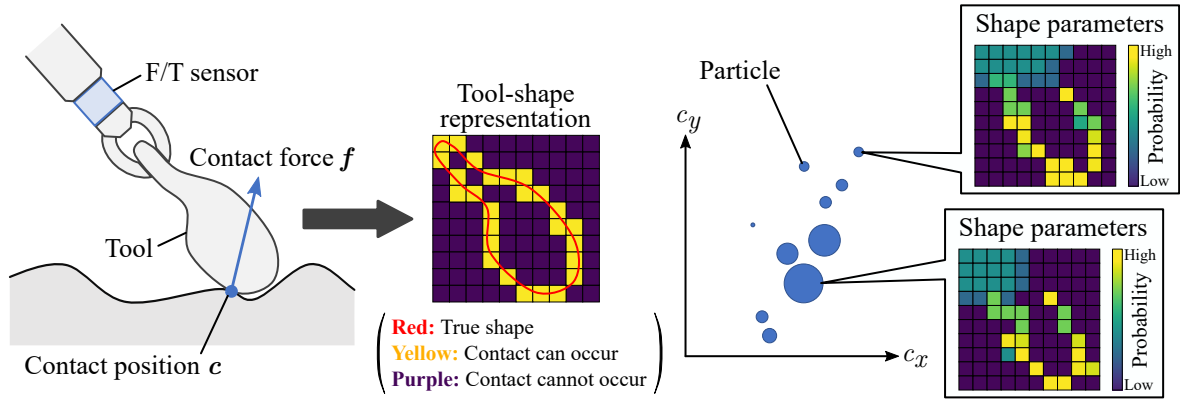 F/T sensor
Contact force f
Tool
Contact position c
Tool-shape
representation
Red: True shape
Yellow: Contact can occur
Purple: Contact cannot occur
Particle
c_y
c_x
Shape parameters
High
Probability
Low
Shape parameters
High
Probability
Low